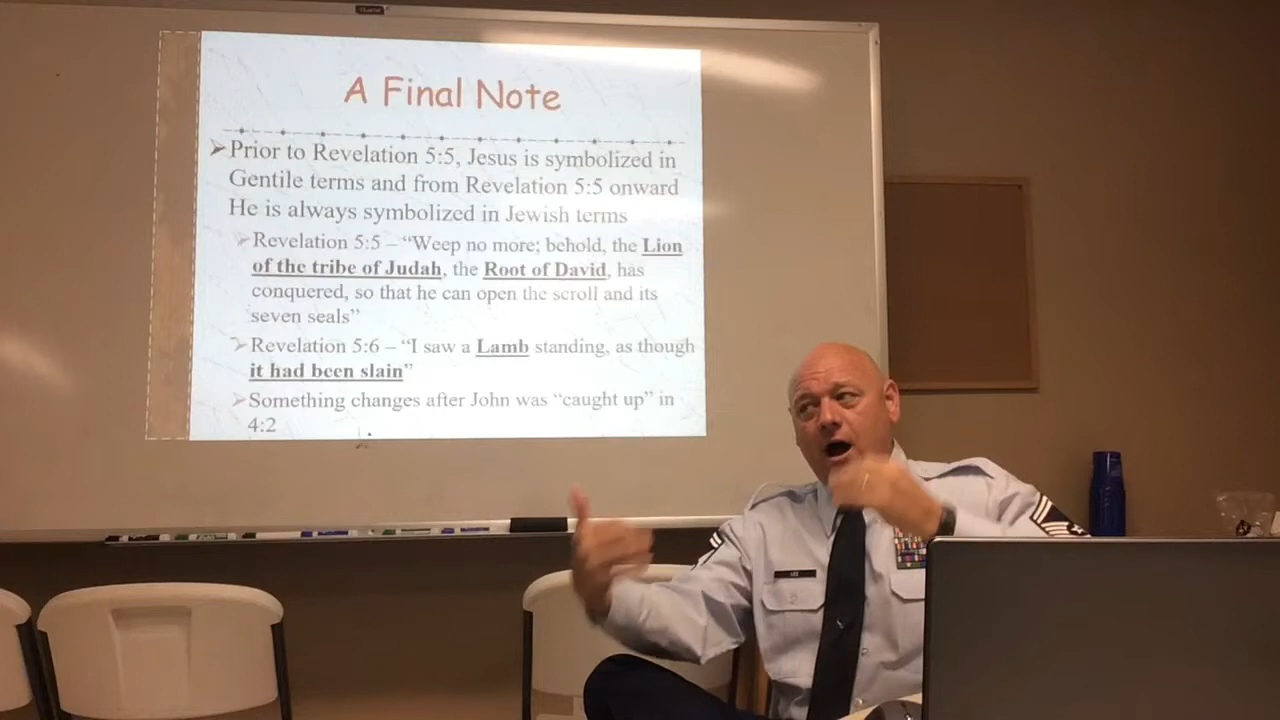 A Final Note
Prior to Revelation 5:5, Jesus is symbolized in
Gentile terms and from Revelation 5:5 onward
He is always symbolized in Jewish terms
Revelation 5:5 – “Weep no more; behold, the Lion
of the tribe of Judah, the Root of David, has
conquered, so that he can open the scroll and its
seven seals”
Revelation 5:6 – “I saw a Lamb standing, as though
it had been slain”
Something changes after John was “caught up” in
4:2
LEE